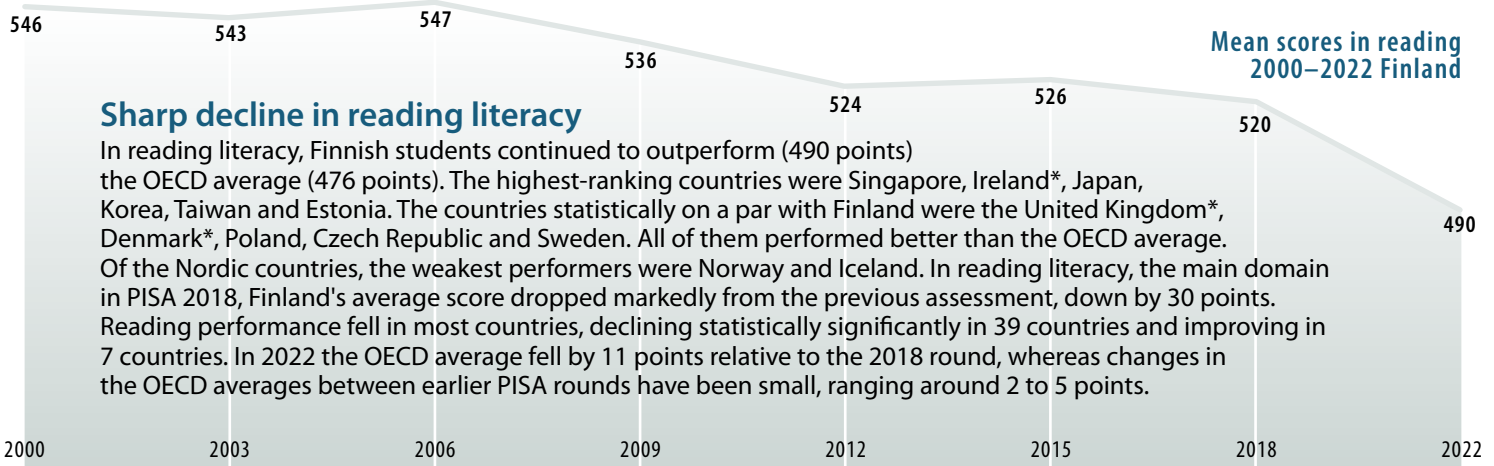 546
543
547
536
524
526
520
490
Mean scores in reading
2000–2022 Finland
Sharp decline in reading literacy
In reading literacy, Finnish students continued to outperform (490 points)
the OECD average (476 points). The highest-ranking countries were Singapore, Ireland*, Japan,
Korea, Taiwan and Estonia. The countries statistically on a par with Finland were the United Kingdom*,
Denmark*, Poland, Czech Republic and Sweden. All of them performed better than the OECD average.
Of the Nordic countries, the weakest performers were Norway and Iceland. In reading literacy, the main domain
in PISA 2018, Finland's average score dropped markedly from the previous assessment, down by 30 points.
Reading performance fell in most countries, declining statistically significantly in 39 countries and improving in
7 countries. In 2022 the OECD average fell by 11 points relative to the 2018 round, whereas changes in
the OECD averages between earlier PISA rounds have been small, ranging around 2 to 5 points.
2000 2003 2006 2009 2012 2015 2018 2022